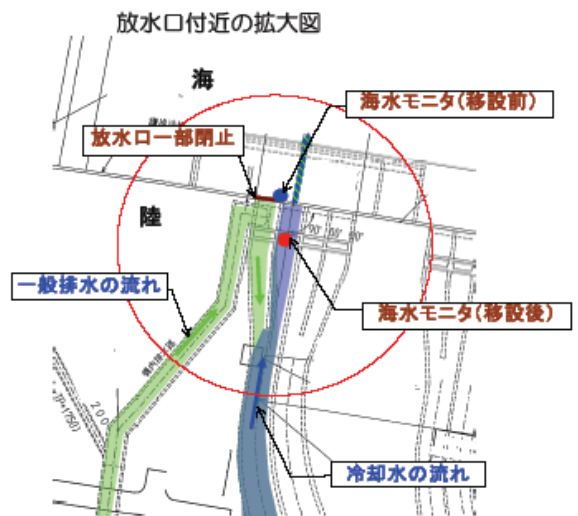 放水口付近の拡大図
海
海水モニタ(移設前)
放水口一部閉止
陸
一般排水の流れ
海水モニタ(移設後)
冷却水の流れ